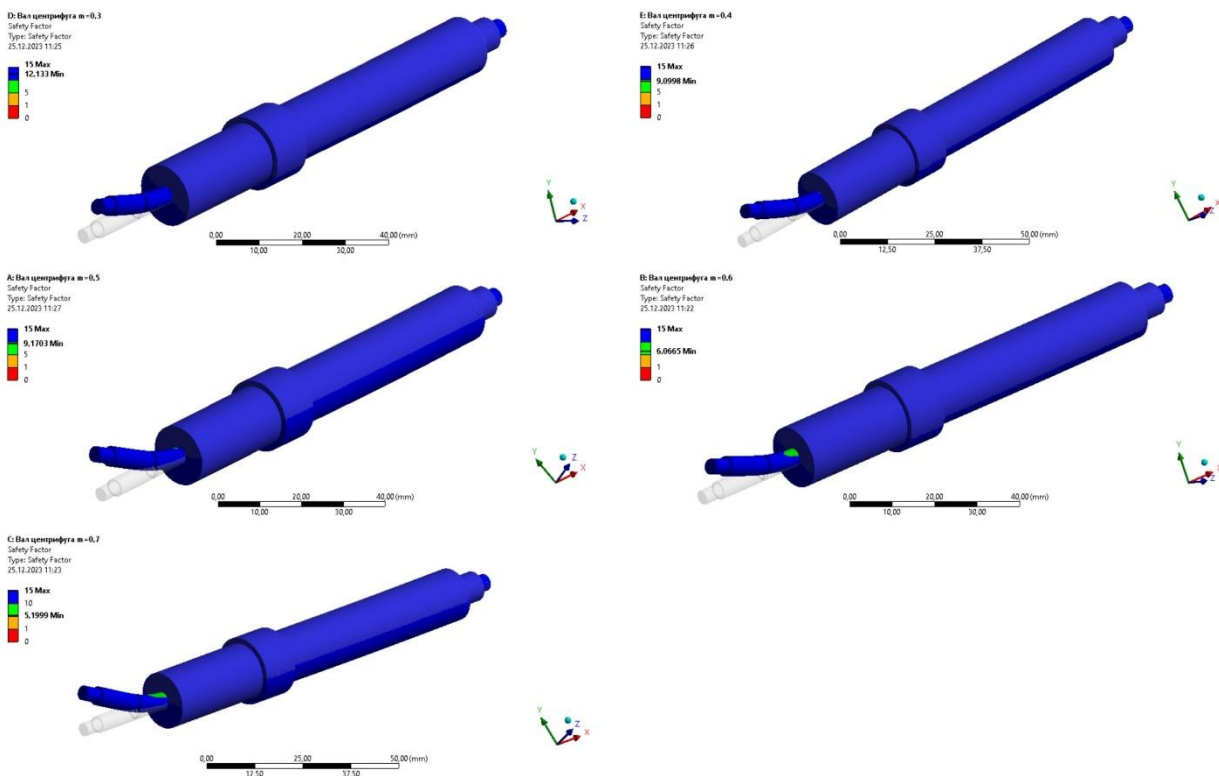 D: Вал центрифуга m=0,3
Safety Factor
Type: Safety Factor
25.12.2023 11:25
15 Max
12,133 Min
5
1
0
Y
X
Z
0,00 20,00 40,00 (mm)
10,00 30,00
E: Вал центрифуга m=0,4
Safety Factor
Type: Safety Factor
25.12.2023 11:26
15 Max
9,0998 Min
5
1
0
Y
X
Z
0,00 25,00 50,00 (mm)
12,50 37,50
A: Вал центрифуга m=0,5
Safety Factor
Type: Safety Factor
25.12.2023 11:27
15 Max
9,1703 Min
5
1
0
Y
Z
X
0,00 20,00 40,00 (mm)
10,00 30,00
B: Вал центрифуга m=0,6
Safety Factor
Type: Safety Factor
25.12.2023 11:22
15 Max
6,0665 Min
1
0
Y
X
Z
0,00 20,00 40,00 (mm)
10,00 30,00
C: Вал центрифуга m=0,7
Safety Factor
Type: Safety Factor
25.12.2023 11:23
15 Max
10
5,1999 Min
1
0
Y
Z
X
0,00 25,00 50,00 (mm)
12,50 37,50